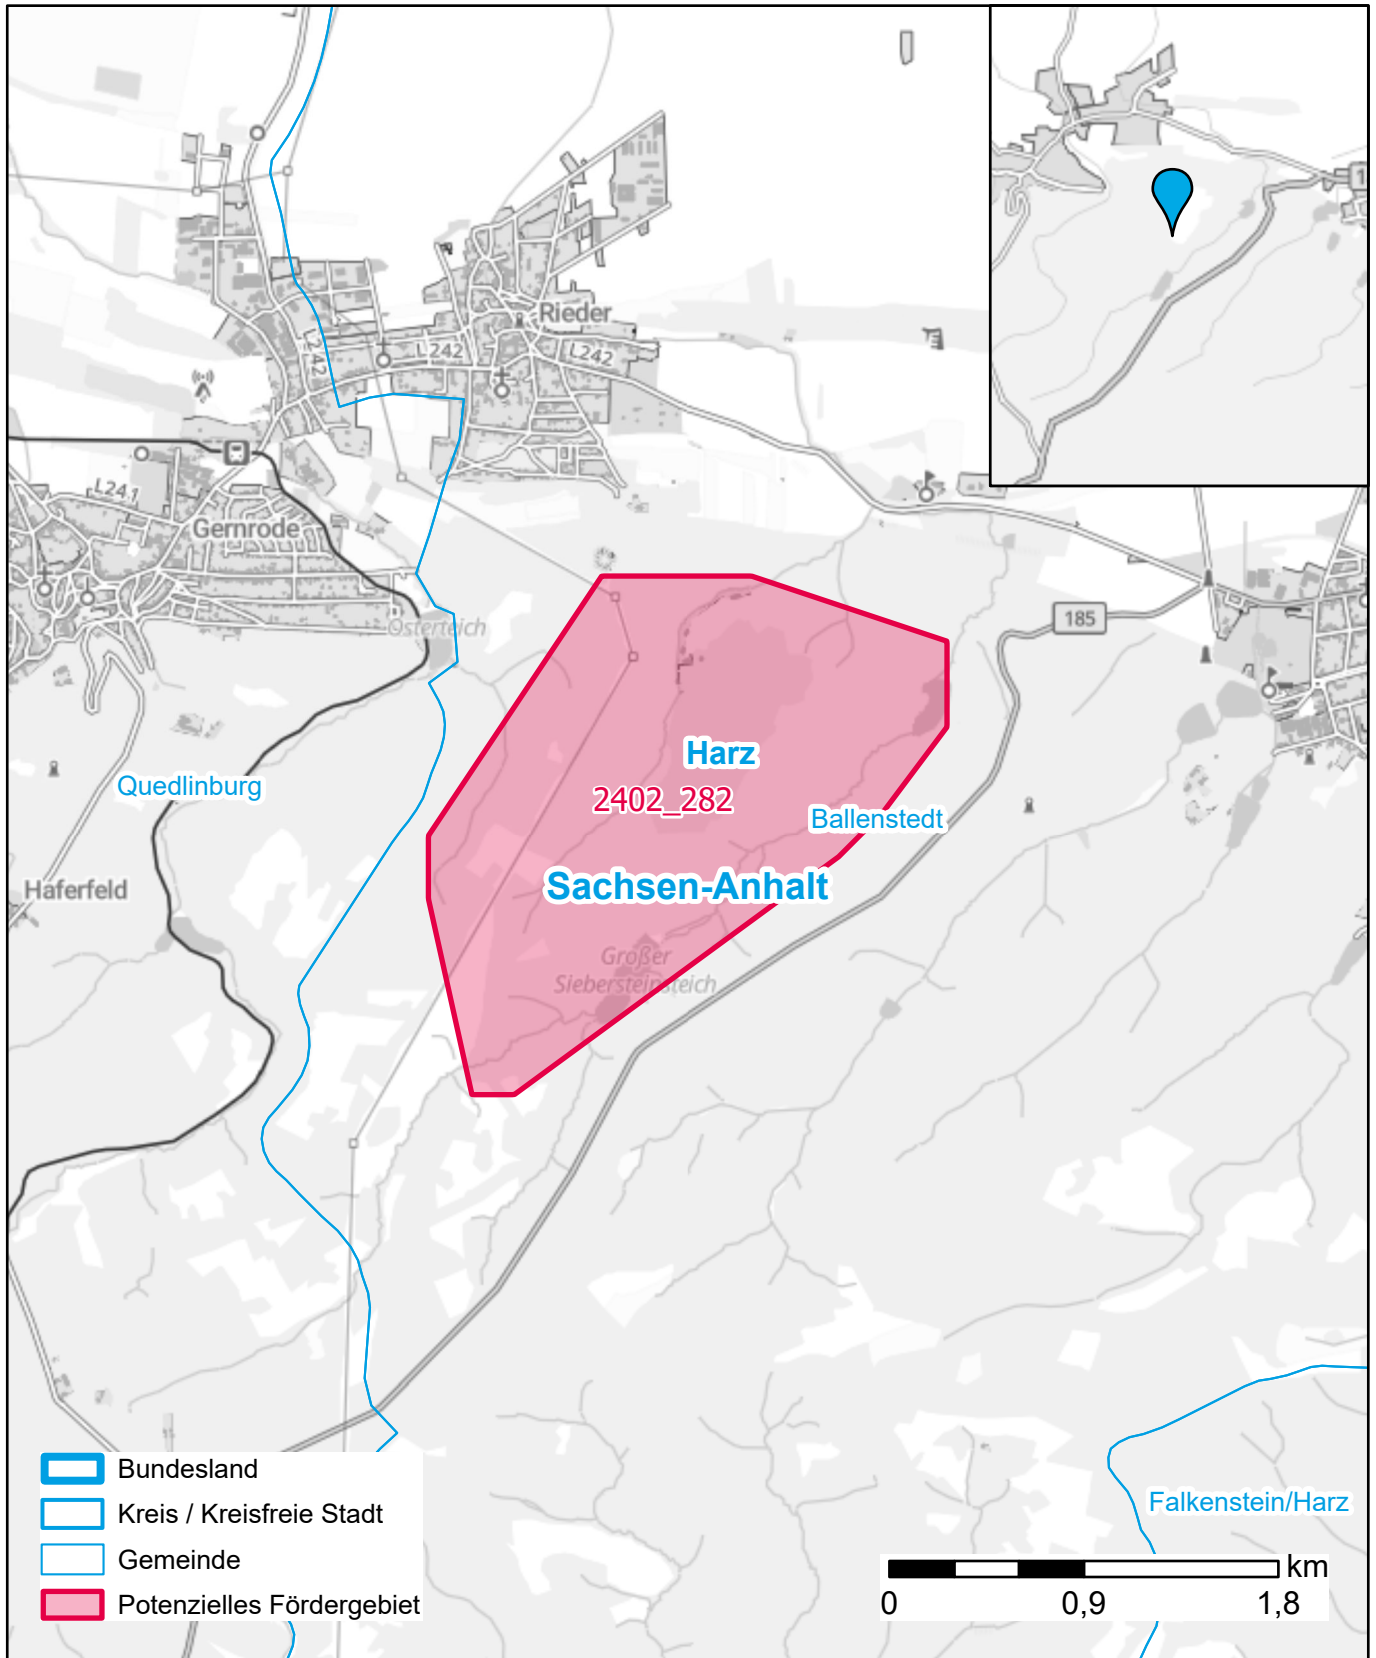 Rieder
L242
L242
L242
L241
Gernrode
Osterteich
185
Harz
2402_282
Quedlinburg
Ballenstedt
Sachsen-Anhalt
Haferfeld
Großer
Siebersteinsteich
Falkenstein/Harz
Bundesland
Kreis / Kreisfreie Stadt
Gemeinde
Potenzielles Fördergebiet
km
0 0,9 1,8